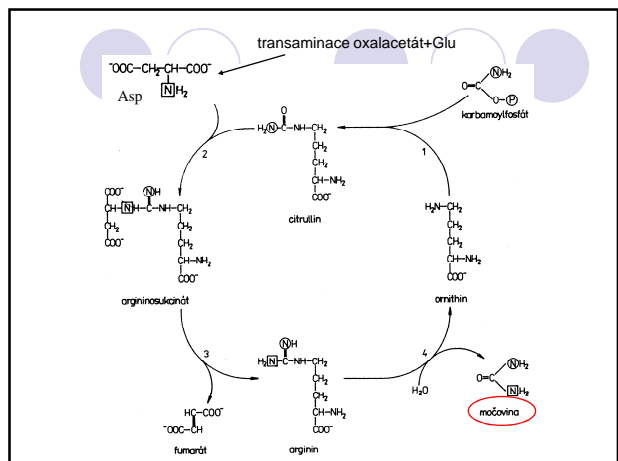 transaminace oxalacetát+Glu
⁻OOC—CH₂—CH—COO⁻
NH₂
Asp
NH₂
O=C
O—P
karbamoylfosfát
O
H₂N—C—NH—CH₂
CH₂
CH₂
CH—NH₂
COO⁻
citrullin
2
1
COO⁻
NH
CH—NH—C—NH—CH₂
CH₂
CH₂
COO⁻
CH₂
CH—NH₂
COO⁻
argininosukcinát
H₂N—CH₂
CH₂
CH₂
CH—NH₂
COO⁻
ornithin
3
NH
H₂N—C—NH—CH₂
CH₂
CH₂
CH—NH₂
COO⁻
arginin
4
H₂O
NH₂
O=C
NH₂
močovina
CH—COO⁻
⁻OOC—CH
fumarát